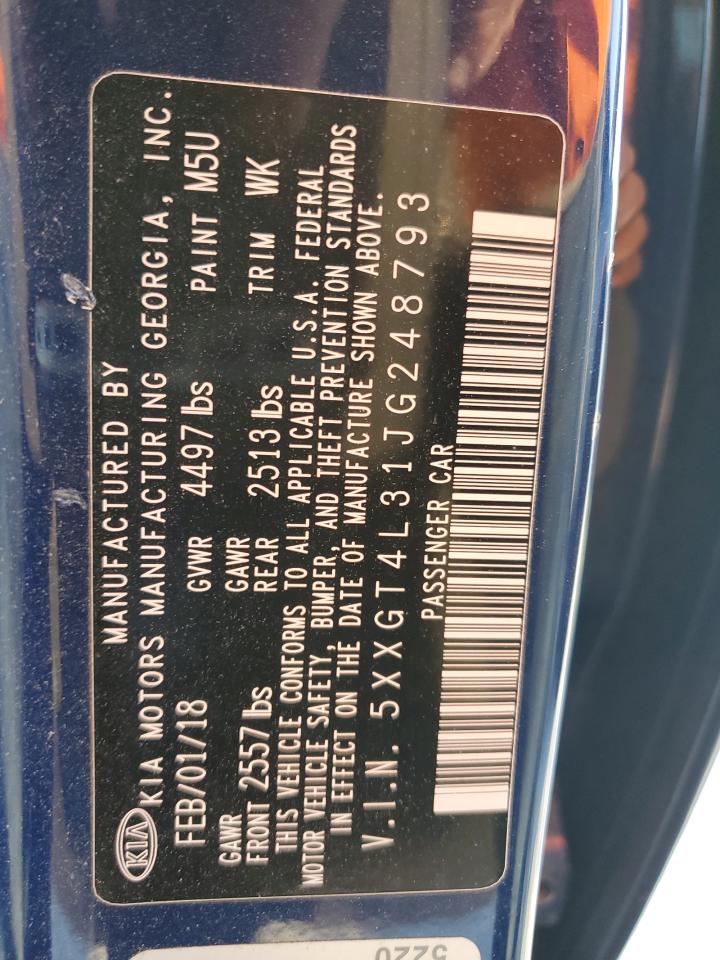 MANUFACTURED BY
KIA KIA MOTORS MANUFACTURING GEORGIA, INC.
FEB/01/18 GVWR 4497 lbs PAINT M5U
GAWR FRONT 2557 lbs GAWR REAR 2513 lbs TRIM WK
THIS VEHICLE CONFORMS TO ALL APPLICABLE U.S.A. FEDERAL
MOTOR VEHICLE SAFETY, BUMPER, AND THEFT PREVENTION STANDARDS
IN EFFECT ON THE DATE OF MANUFACTURE SHOWN ABOVE.
V.I.N. 5XXGT4L31JG248793
PASSENGER CAR
5220